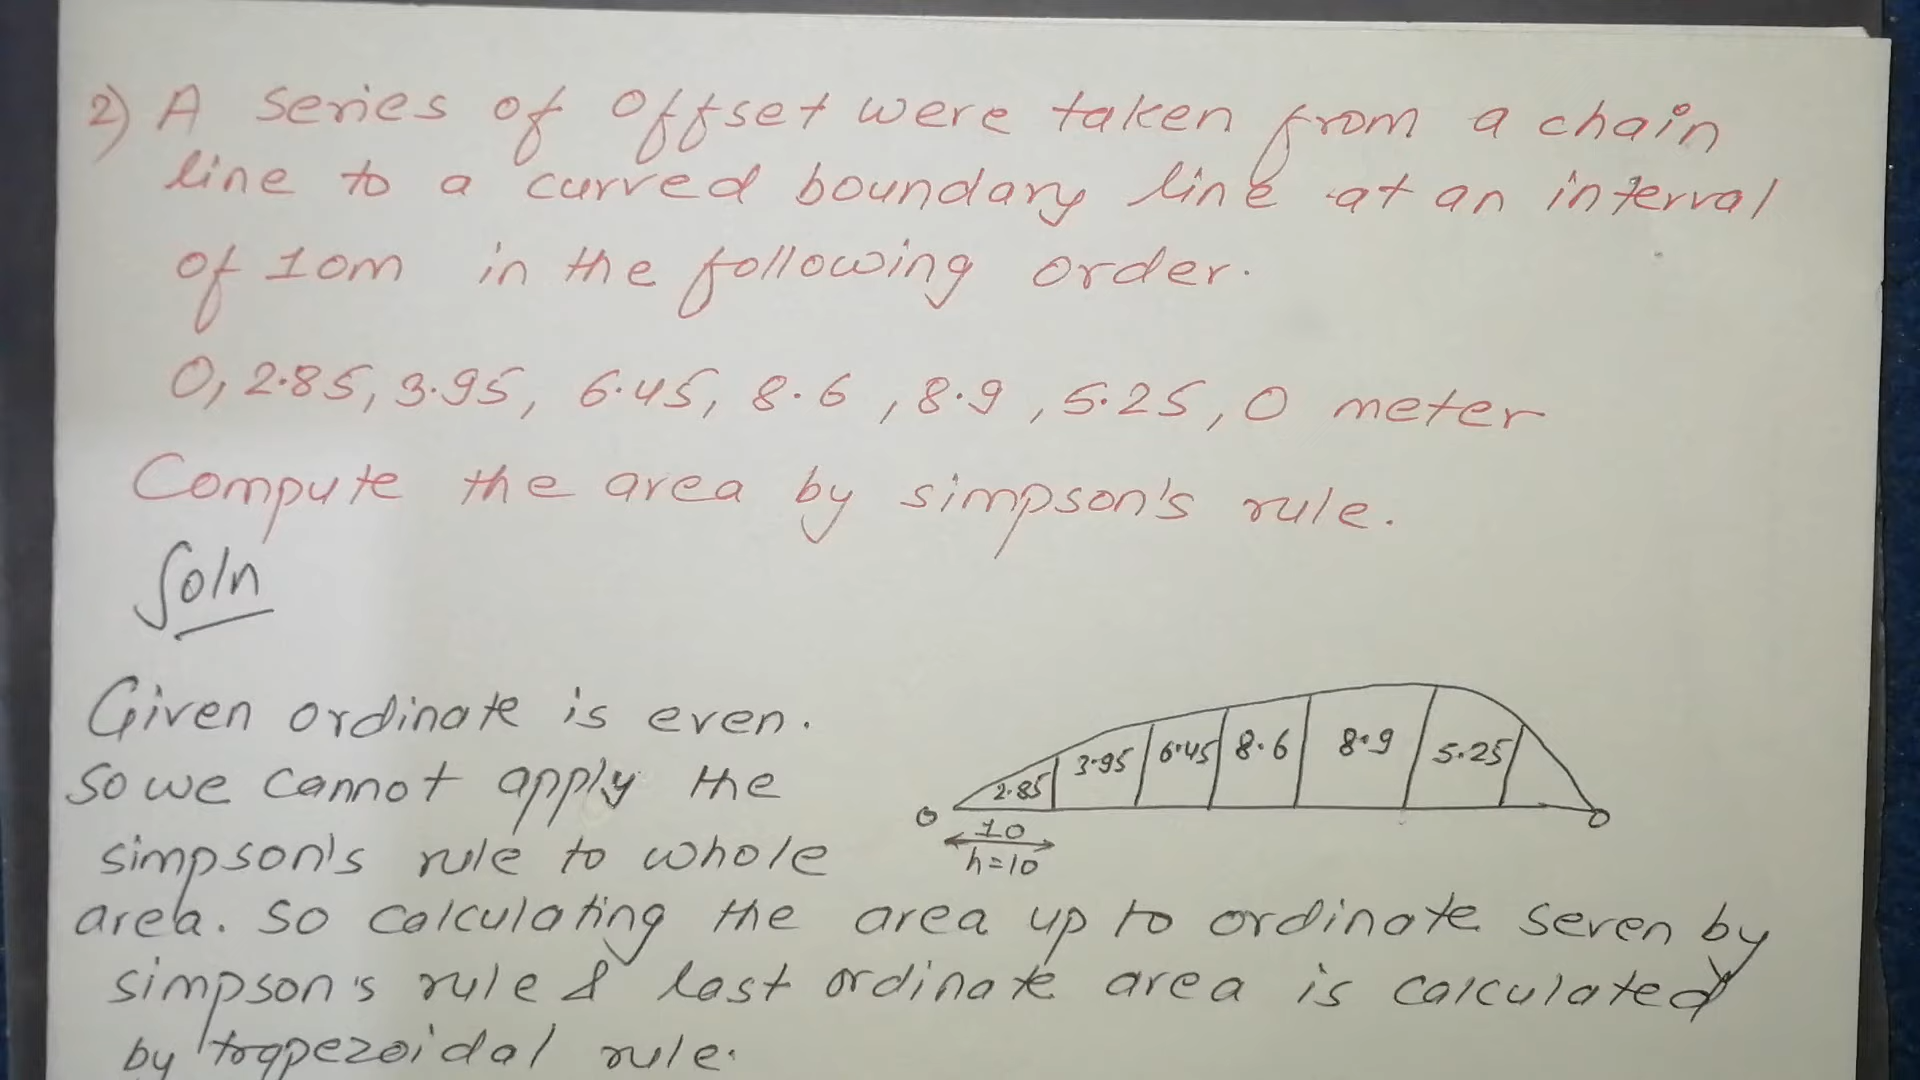 2) A series of offset were taken from a chain
line to a curved boundary line at an interval
of 10m in the following order.
0, 2.85, 3.95, 6.45, 8.6, 8.9, 5.25, 0 meter
Compute the area by simpson's rule.
Soln
Given ordinate is even.
So we cannot apply the
simpson's rule to whole
area. So calculating the area up to ordinate seven by
simpson's rule & last ordinate area is calculated
by trapezoidal rule.
0 2.85 3.95 6.45 8.6 8.9 5.25 0
10
h=10